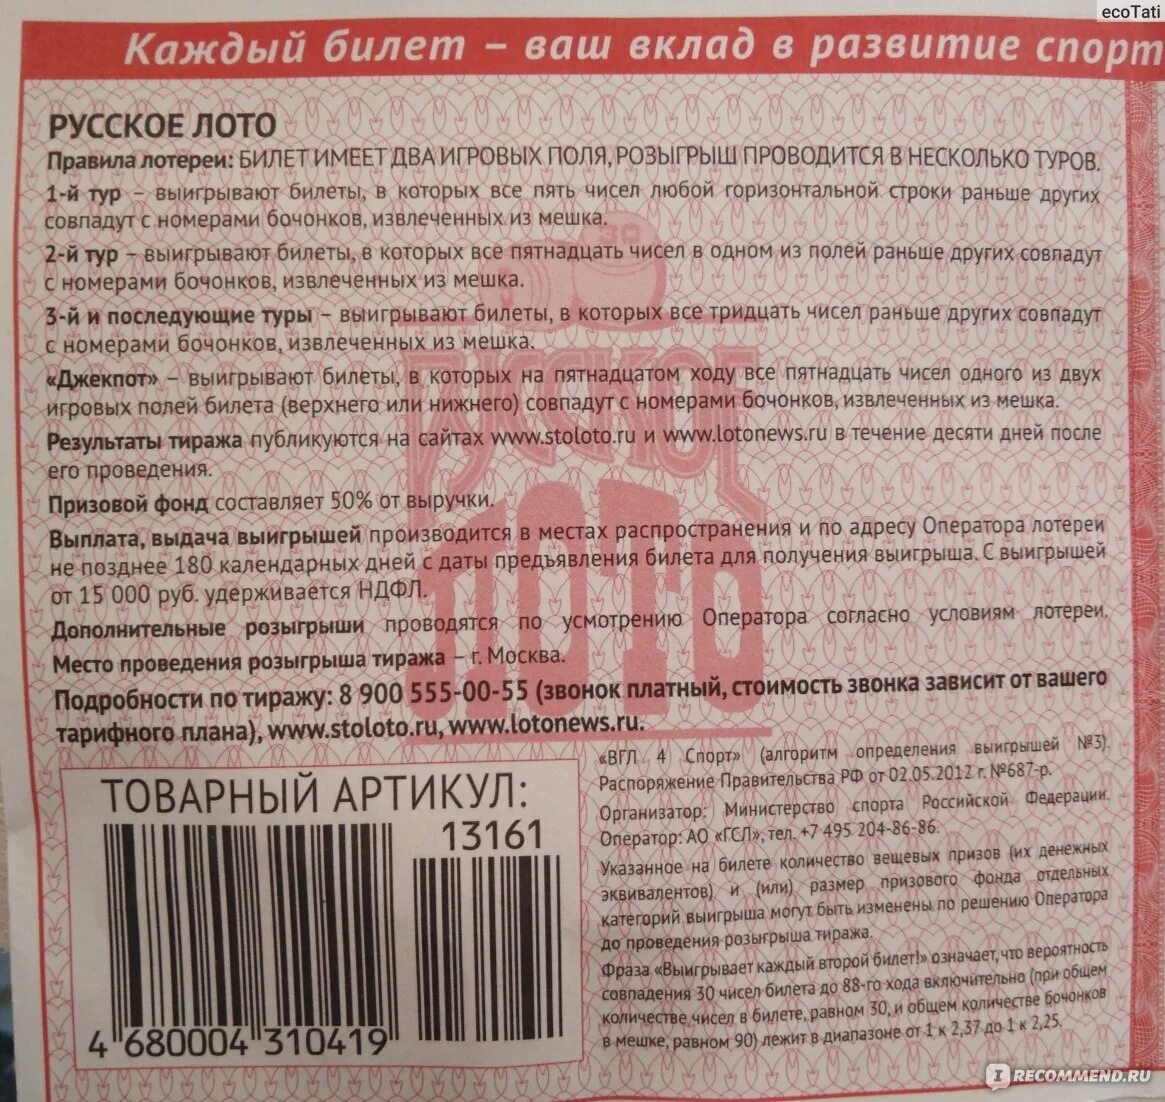 ecoTati
Каждый билет – ваш вклад в развитие спорт
РУССКОЕ ЛОТО
Правила лотереи: БИЛЕТ ИМЕЕТ ДВА ИГРОВЫХ ПОЛЯ, РОЗЫГРЫШ ПРОВОДИТСЯ В НЕСКОЛЬКО ТУРОВ.
1-й тур – выигрывают билеты, в которых все пять чисел любой горизонтальной строки раньше других
совпадут с номерами бочонков, извлеченных из мешка.
2-й тур – выигрывают билеты, в которых все пятнадцать чисел в одном из полей раньше других совпадут
с номерами бочонков, извлеченных из мешка.
3-й и последующие туры – выигрывают билеты, в которых все тридцать чисел раньше других совпадут
с номерами бочонков, извлеченных из мешка.
«Джекпот» – выигрывают билеты, в которых на пятнадцатом ходу все пятнадцать чисел одного из двух
игровых полей билета (верхнего или нижнего) совпадут с номерами бочонков, извлеченных из мешка.
Результаты тиража публикуются на сайтах www.stoloto.ru и www.lotonews.ru в течение десяти дней после
его проведения.
Призовой фонд составляет 50% от выручки.
Выплата, выдача выигрышей производится в местах распространения и по адресу Оператора лотереи
не позднее 180 календарных дней с даты предъявления билета для получения выигрыша. С выигрышей
от 15 000 руб. удерживается НДФЛ.
Дополнительные розыгрыши проводятся по усмотрению Оператора согласно условиям лотереи.
Место проведения розыгрыша тиража – г. Москва.
Подробности по тиражу: 8 900 555-00-55 (звонок платный, стоимость звонка зависит от вашего
тарифного плана), www.stoloto.ru, www.lotonews.ru.
РУССКОЕ
ЛОТО
ТОВАРНЫЙ АРТИКУЛ:
13161
4 680004 310419
«ВГЛ 4 Спорт» (алгоритм определения выигрышей №3).
Распоряжение Правительства РФ от 02.05.2012 г. №687-р.
Организатор: Министерство спорта Российской Федерации.
Оператор: АО «ГСЛ», тел. +7 495 204-86-86.
Указанное на билете количество вещевых призов (их денежных
эквивалентов) и (или) размер призового фонда отдельных
категорий выигрыша могут быть изменены по решению Оператора
до проведения розыгрыша тиража.
Фраза «Выигрывает каждый второй билет!» означает, что вероятность
совпадения 30 чисел билета до 88-го хода включительно (при общем
количестве чисел в билете, равном 30, и общем количестве бочонков
в мешке, равном 90) лежит в диапазоне от 1 к 2,37 до 1 к 2,25.
I RECOMMEND.RU